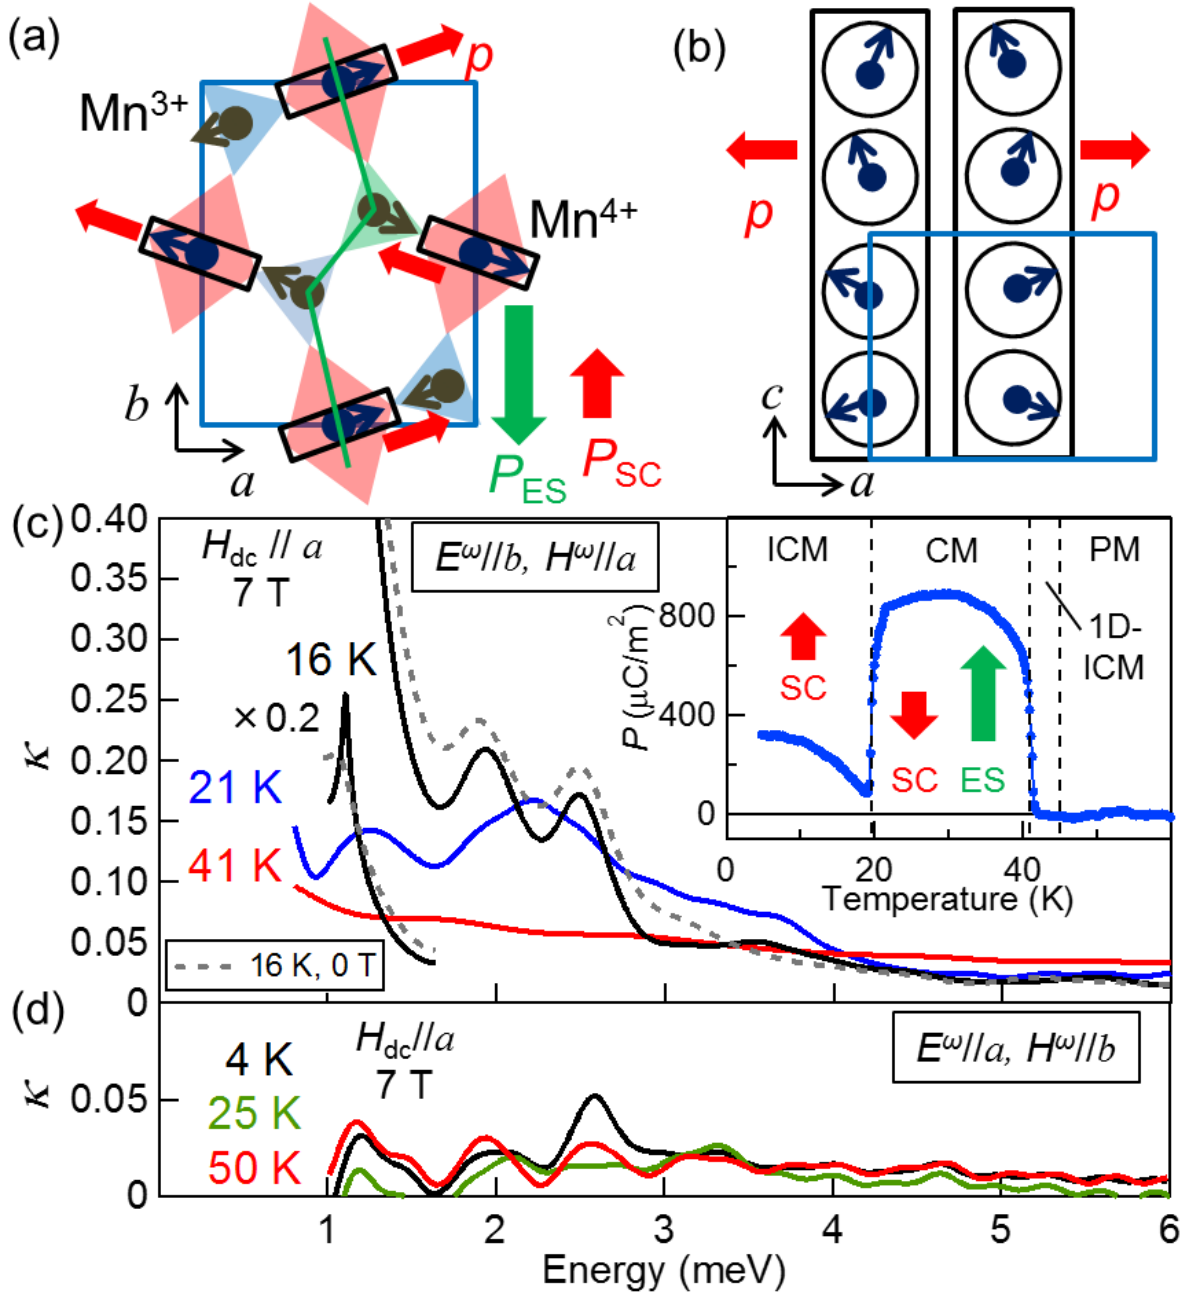 (a)
p
Mn3+
Mn4+
b
a
PES
PSC
(b)
p
p
c
a
(c)
0.40
0.35
0.30
0.25
0.20
0.15
0.10
0.05
0
κ
Hdc // a
7 T
Eω//b, Hω//a
16 K
× 0.2
21 K
41 K
16 K, 0 T
ICM
CM
PM
1D-
ICM
P (μC/m2)
800
400
0
SC
SC
ES
0
20
40
Temperature (K)
(d)
κ
0
0.05
0
Hdc//a
7 T
4 K
25 K
50 K
Eω//a, Hω//b
1
2
3
4
5
6
Energy (meV)